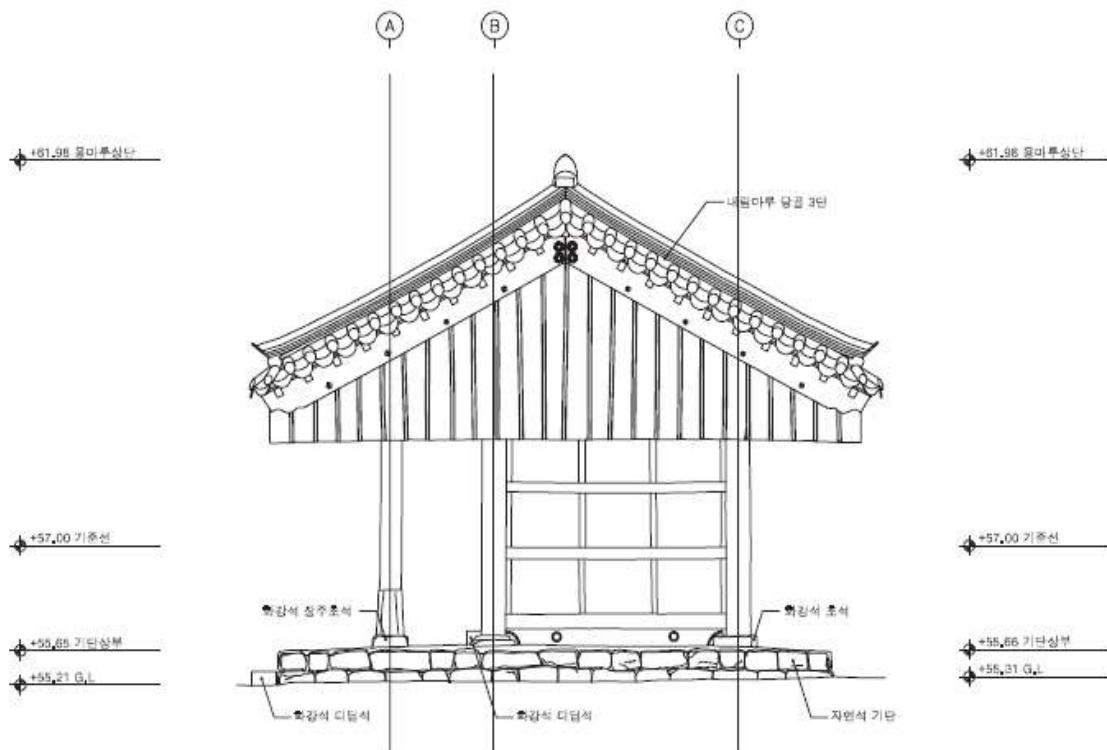 A
B
C
+61.98 용마루상단
+61.98 용마루상단
내림마루 당골 3단
+57.00 기준선
+57.00 기준선
화강석 장주초석
화강석 초석
+55.65 기단상부
+55.66 기단상부
+55.21 G.L
+55.31 G.L
화강석 디딤석
화강석 디딤석
자연석 기단